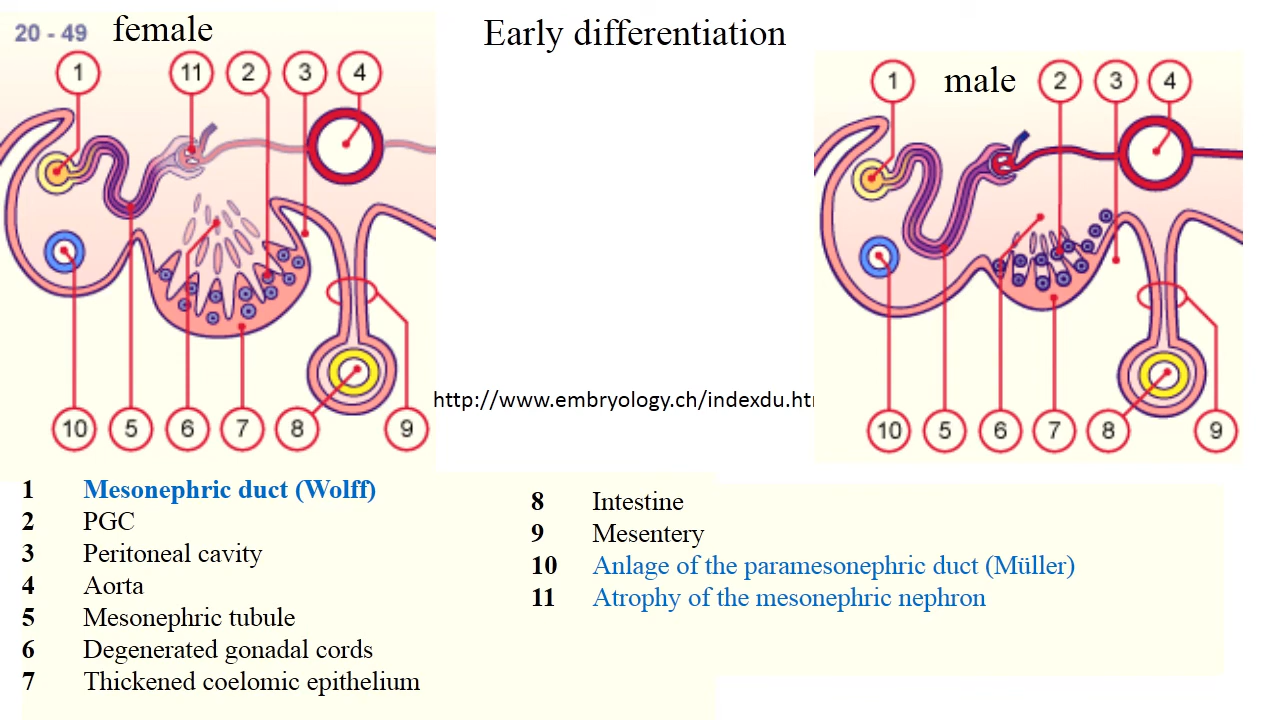 20 - 49 female
Early differentiation
1 11 2 3 4
10 5 6 7 8 9
male
1 2 3 4
10 5 6 7 8 9
http://www.embryology.ch/indexdu.htm
1 Mesonephric duct (Wolff)
2 PGC
3 Peritoneal cavity
4 Aorta
5 Mesonephric tubule
6 Degenerated gonadal cords
7 Thickened coelomic epithelium
8 Intestine
9 Mesentery
10 Anlage of the paramesonephric duct (Müller)
11 Atrophy of the mesonephric nephron